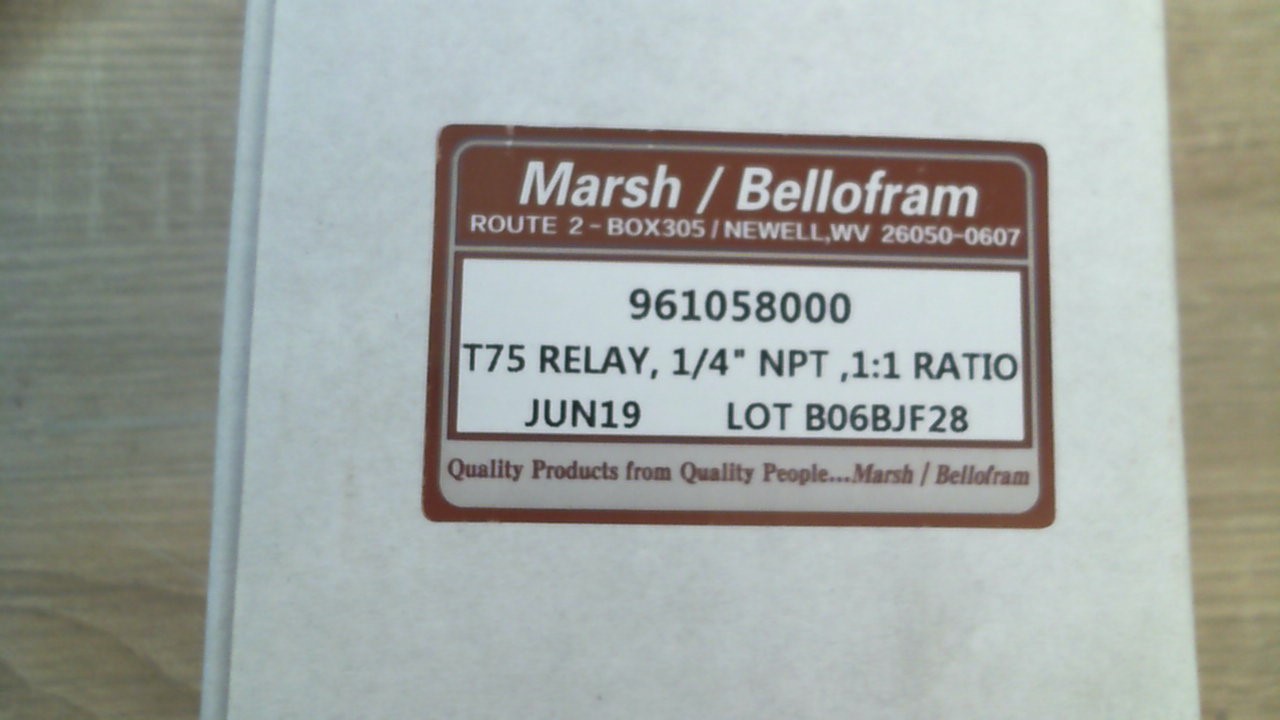 Marsh / Bellofram
ROUTE 2-BOX305 / NEWELL,WV 26050-0607
961058000
T75 RELAY, 1/4" NPT ,1:1 RATIO
JUN19 LOT B06BJF28
Quality Products from Quality People...Marsh / Bellofram